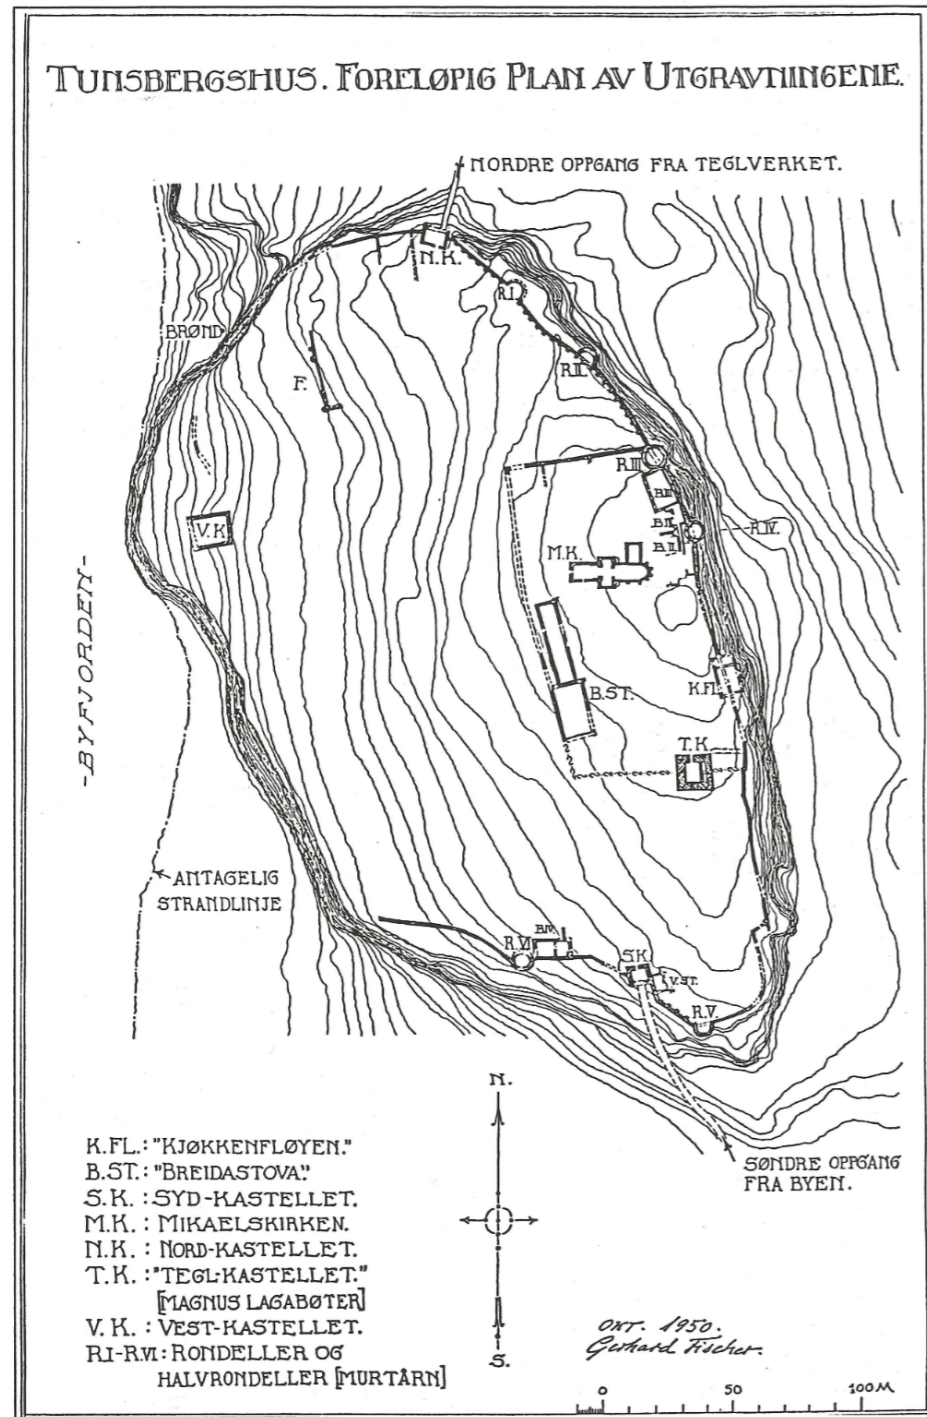 TUNSBERGSHUS. FORELØPIG PLAN AV UTGRAVNINGENE.
NORDRE OPPGANG FRA TEGLVERKET.
N.K.
R.I.
BRØND
R.II.
F.
R.III
B.III
V.K
B.II.
R.IV.
B.I.
M.K.
-BYFJORDEN-
K.FL.
B.ST.
T.K
ANTAGELIG
STRANDLINJE
B.IV.
R.VI
S.K
V.ST.
R.V.
N.
SØNDRE OPPGANG
FRA BYEN.
K.FL.: "KJØKKENFLØYEN."
B.ST.: "BREIDASTOVA".
S.K. : SYD-KASTELLET.
M.K. : MIKAELSKIRKEN.
N.K. : NORD-KASTELLET.
T.K. : "TEGL-KASTELLET."
[MAGNUS LAGABØTER]
V.K. : VEST-KASTELLET.
R.I-R.VI: RONDELLER OG
HALVRONDELLER [MURTÅRN]
S.
OKT. 1950.
Gerhard Fischer.
0 50 100M